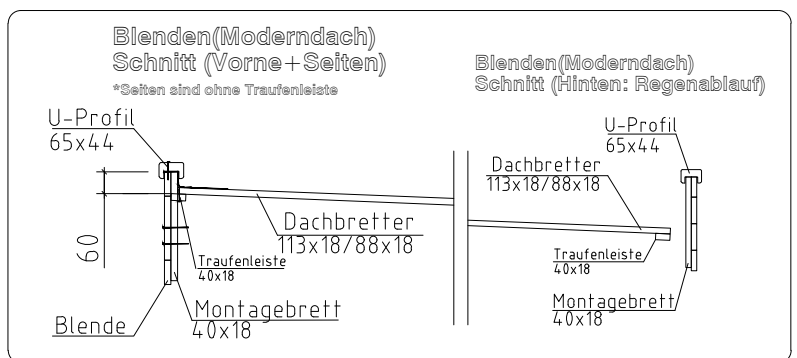 Blenden(Moderndach)
Schnitt (Vorne+Seiten)
*Seiten sind ohne Traufenleiste
U-Profil
65x44
60
Dachbretter
113x18/88x18
Traufenleiste
40x18
Montagebrett
40x18
Blende
Blenden(Moderndach)
Schnitt (Hinten: Regenablauf)
U-Profil
65x44
Dachbretter
113x18/88x18
Traufenleiste
40x18
Montagebrett
40x18